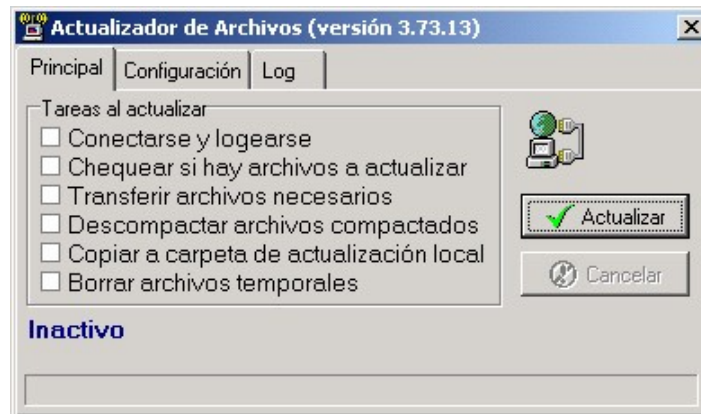 Actualizador de Archivos (versión 3.73.13)
Principal Configuración Log
Tareas al actualizar
Conectarse y logearse
Chequear si hay archivos a actualizar
Transferir archivos necesarios
Descompactar archivos compactados
Copiar a carpeta de actualización local
Borrar archivos temporales
Actualizar
Cancelar
Inactivo